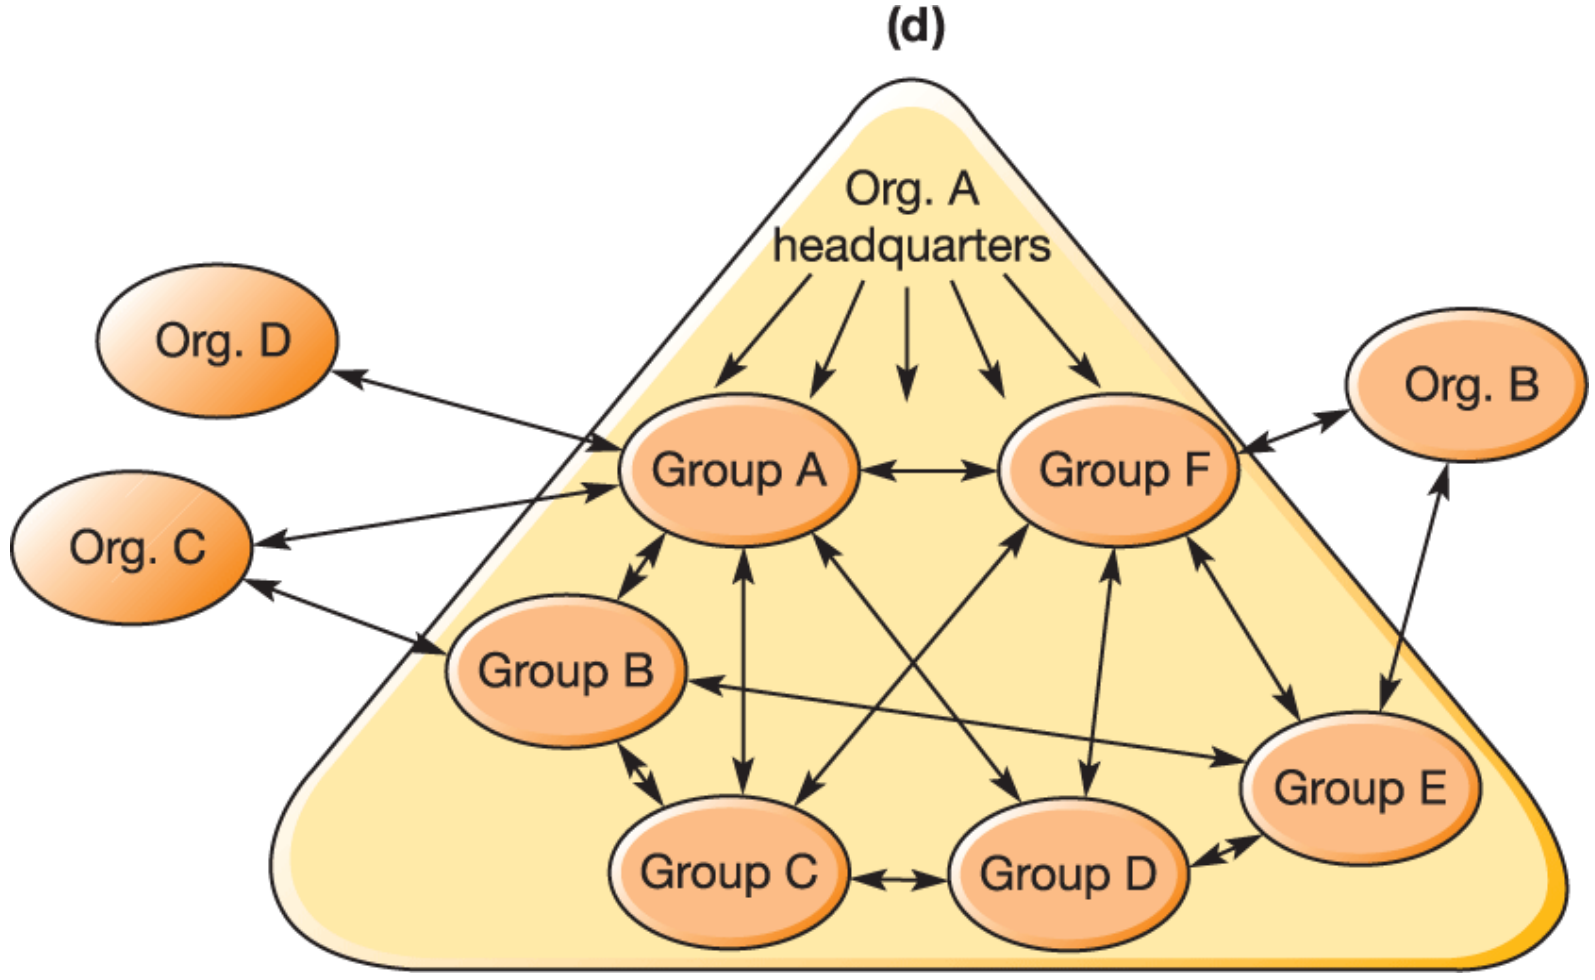 (d)
Org. A
headquarters
Org. D
Org. B
Group A
Group F
Org. C
Group B
Group E
Group C
Group D